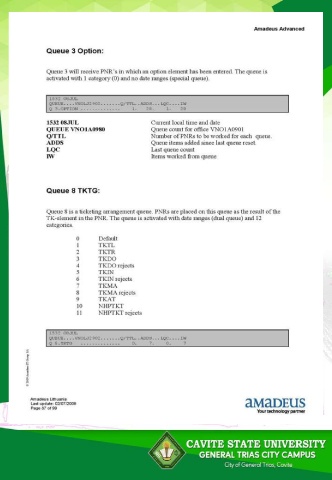 Amadeus Advanced
Queue 3 Option:
Queue 3 will receive PNR's in which an option element has been entered. The queue is
activated with 1 category (0) and no date ranges (special queue).
1532 08JUL
1532 08JUL Current local time and date
QUEUE VNO1A0980 Queue count for office VNO1A0901
Q/TTL Number of PNRs to be worked for each queue.
ADDS Queue items added since last queue reset
LQC Last queue count
IW Items worked from queue
Queue 8 TKTG:
Queue 8 is a ticketing arrangement queue. PNRs are placed on this queue as the result of the
TK-element in the PNR. The queue is activated with date ranges (dual queue) and 12
categories.
0 Default
1 TKTL
2 TKTR
3 TKDO
4 TKDO rejects
5 TKIN
6 TKIN rejects
7 TKMA
8 TKMA rejects
9 TKAT
10 NHPTKT
11 NHPTKT rejects
Amadeus Lithuania
Last update: 02/07/2009
Page 87 of 99
amadeus
Your technology partner
CAVITE STATE UNIVERSITY
GENERAL TRIAS CITY CAMPUS
City of General Trias, Cavite